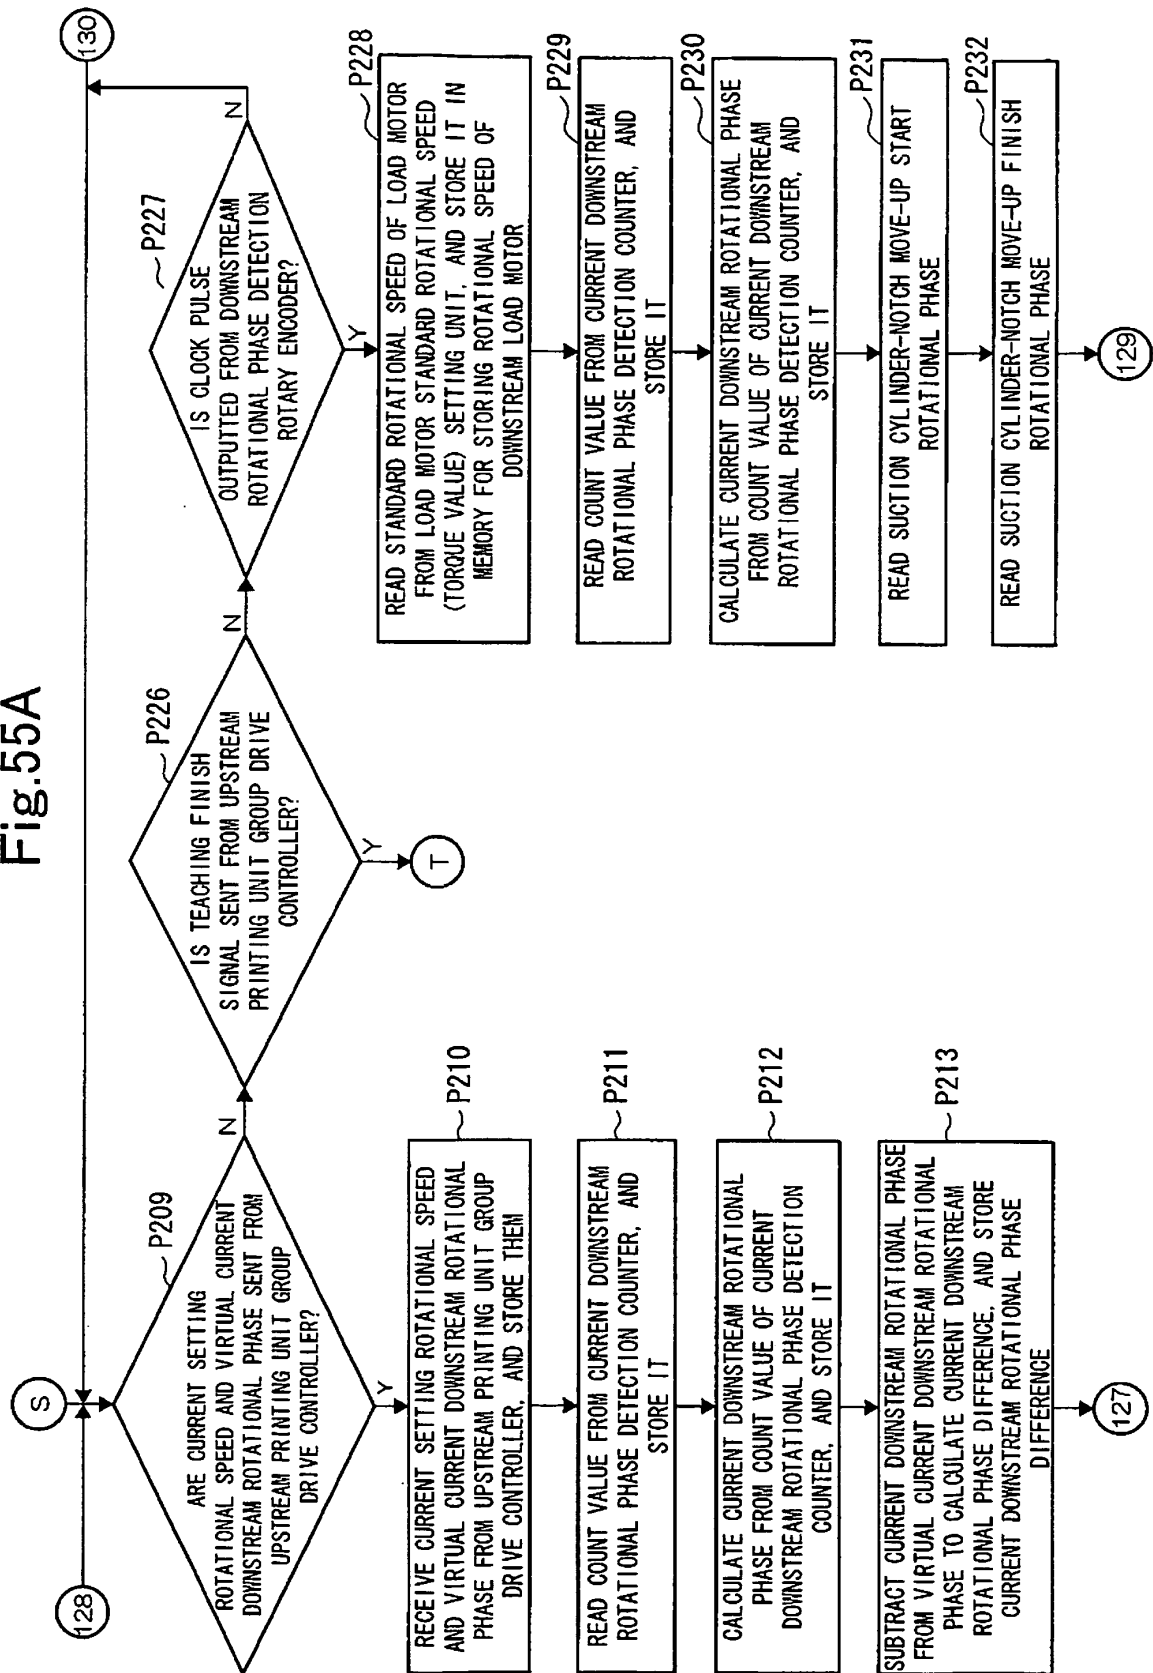 Fig.55A
128
S
130
P209
ARE CURRENT SETTING
ROTATIONAL SPEED AND VIRTUAL CURRENT
DOWNSTREAM ROTATIONAL PHASE SENT FROM
UPSTREAM PRINTING UNIT GROUP
DRIVE CONTROLLER?
N
Y
P210
RECEIVE CURRENT SETTING ROTATIONAL SPEED
AND VIRTUAL CURRENT DOWNSTREAM ROTATIONAL
PHASE FROM UPSTREAM PRINTING UNIT GROUP
DRIVE CONTROLLER, AND STORE THEM
P211
READ COUNT VALUE FROM CURRENT DOWNSTREAM
ROTATIONAL PHASE DETECTION COUNTER, AND
STORE IT
P212
CALCULATE CURRENT DOWNSTREAM ROTATIONAL
PHASE FROM COUNT VALUE OF CURRENT
DOWNSTREAM ROTATIONAL PHASE DETECTION
COUNTER, AND STORE IT
P213
SUBTRACT CURRENT DOWNSTREAM ROTATIONAL PHASE
FROM VIRTUAL CURRENT DOWNSTREAM ROTATIONAL
PHASE TO CALCULATE CURRENT DOWNSTREAM
ROTATIONAL PHASE DIFFERENCE, AND STORE
CURRENT DOWNSTREAM ROTATIONAL PHASE
DIFFERENCE
127
P226
IS TEACHING FINISH
SIGNAL SENT FROM UPSTREAM
PRINTING UNIT GROUP DRIVE
CONTROLLER?
N
Y
T
P227
IS CLOCK PULSE
OUTPUTTED FROM DOWNSTREAM
ROTATIONAL PHASE DETECTION
ROTARY ENCODER?
N
Y
P228
READ STANDARD ROTATIONAL SPEED OF LOAD MOTOR
FROM LOAD MOTOR STANDARD ROTATIONAL SPEED
(TORQUE VALUE) SETTING UNIT, AND STORE IT IN
MEMORY FOR STORING ROTATIONAL SPEED OF
DOWNSTREAM LOAD MOTOR
P229
READ COUNT VALUE FROM CURRENT DOWNSTREAM
ROTATIONAL PHASE DETECTION COUNTER, AND
STORE IT
P230
CALCULATE CURRENT DOWNSTREAM ROTATIONAL PHASE
FROM COUNT VALUE OF CURRENT DOWNSTREAM
ROTATIONAL PHASE DETECTION COUNTER, AND
STORE IT
P231
READ SUCTION CYLINDER-NOTCH MOVE-UP START
ROTATIONAL PHASE
P232
READ SUCTION CYLINDER-NOTCH MOVE-UP FINISH
ROTATIONAL PHASE
129